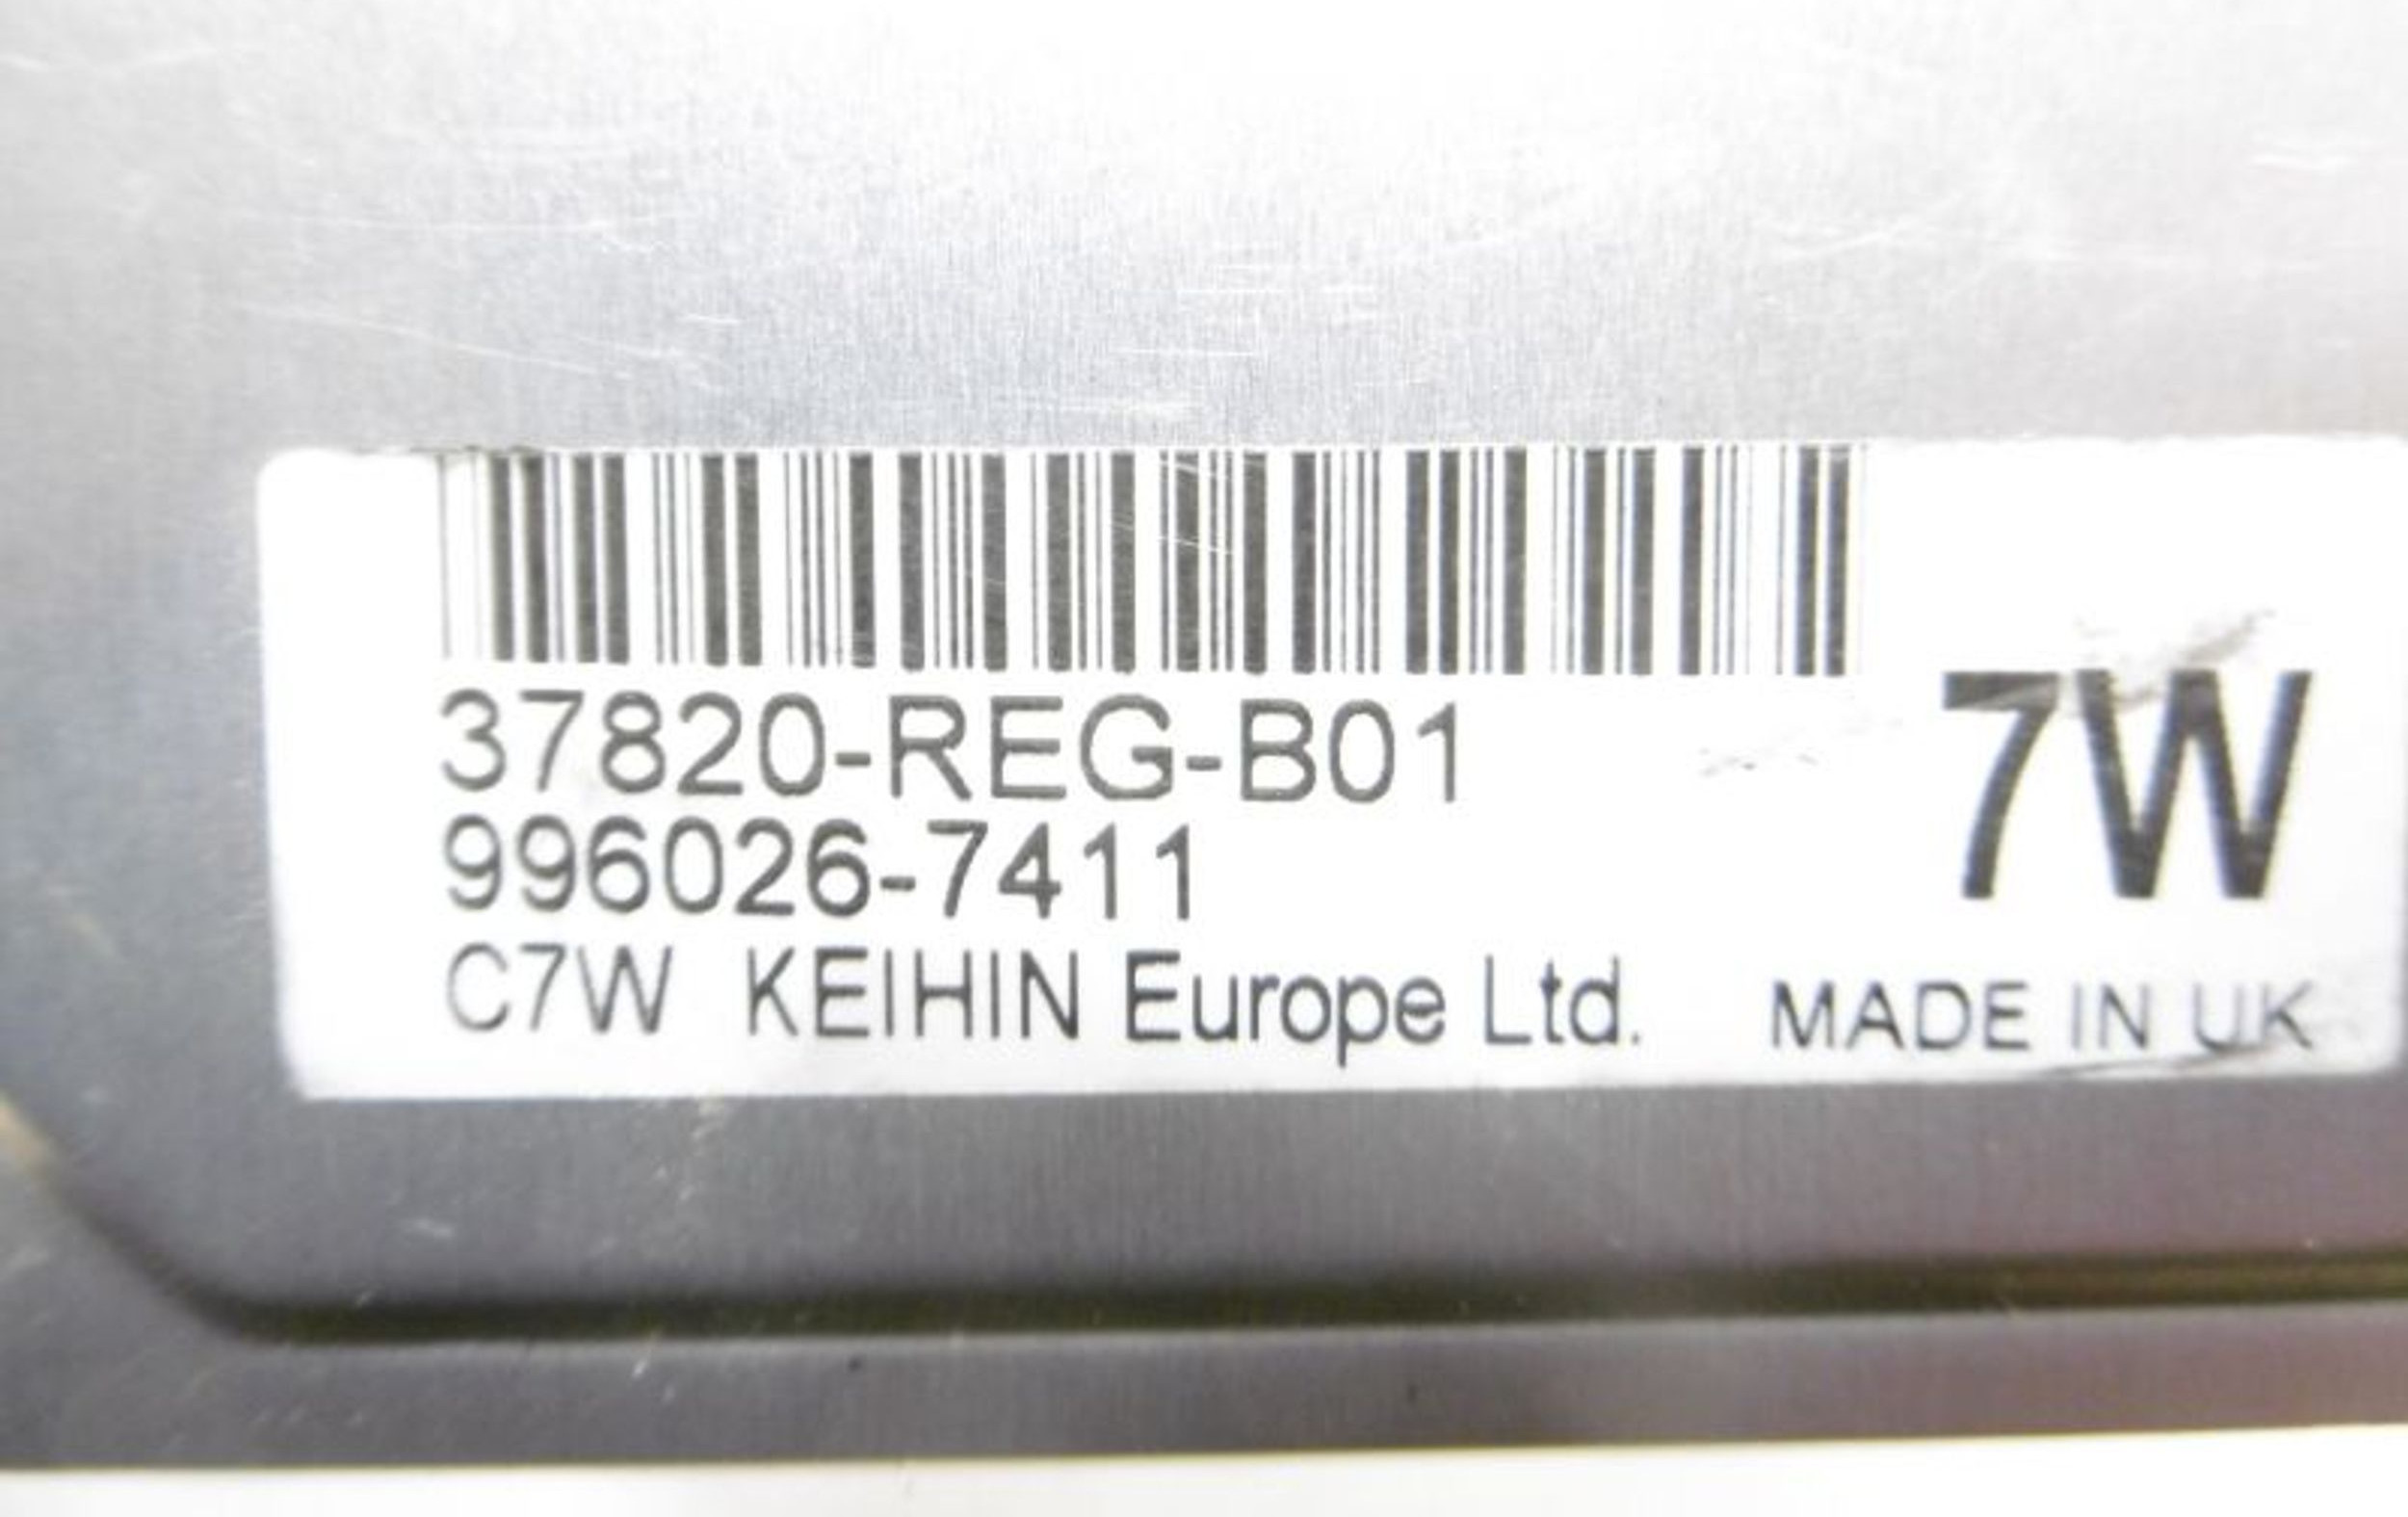 37820-REG-B01
996026-7411
7W
C7W KEIHIN Europe Ltd. MADE IN UK